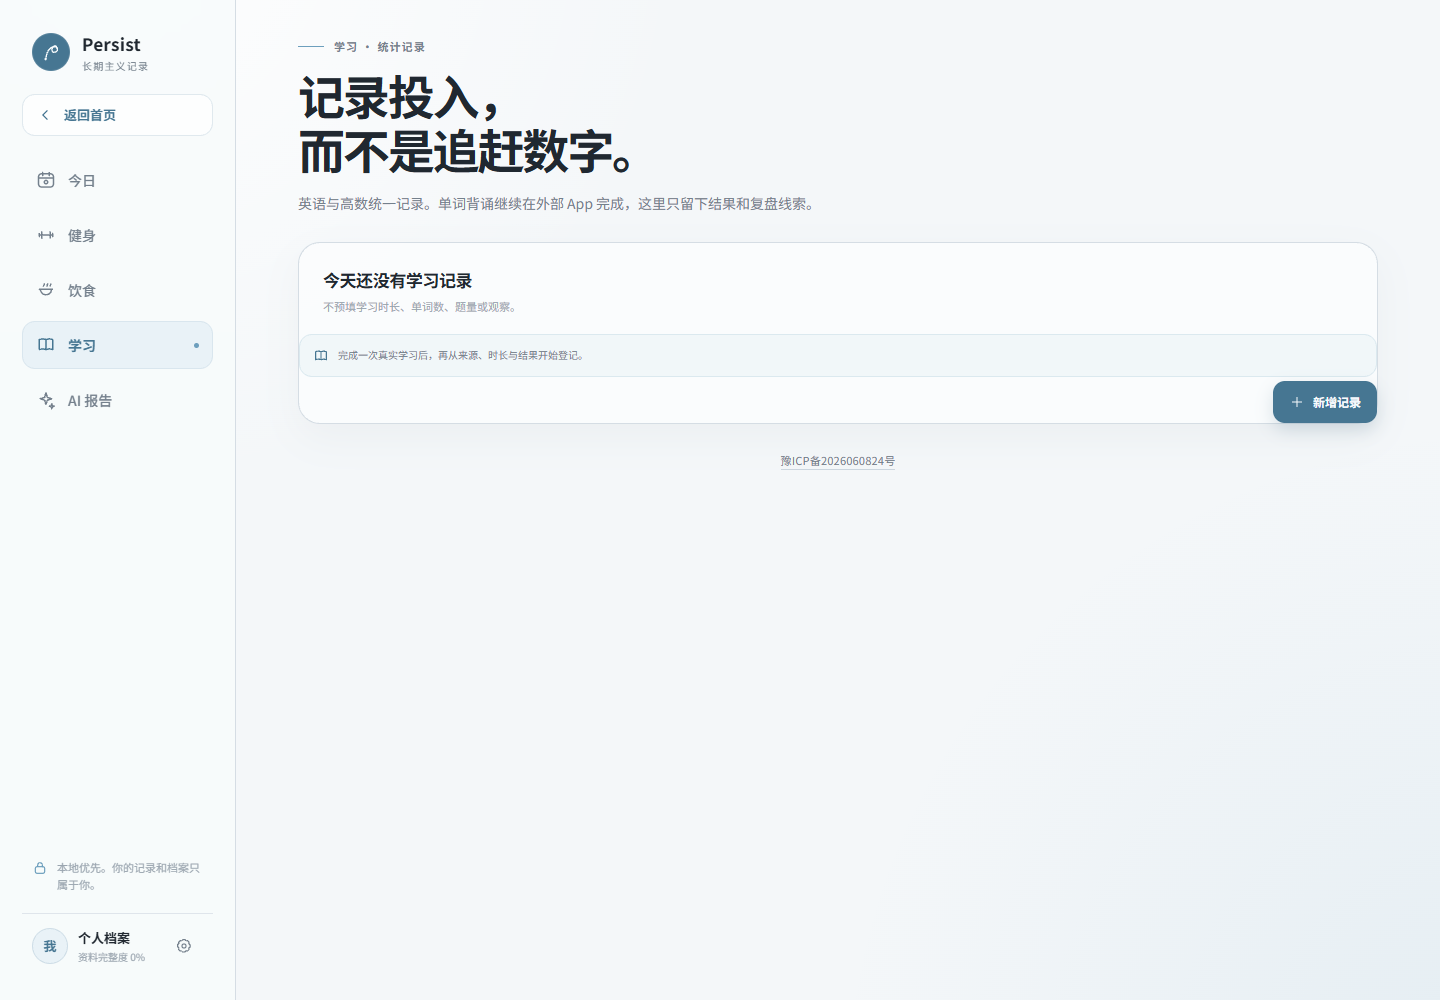 Persist
长期主义记录
返回首页
今日
健身
饮食
学习
AI 报告
本地优先。你的记录和档案只
属于你。
我
个人档案
资料完整度 0%
学习 • 统计记录
记录投入，
而不是追赶数字。
英语与高数统一记录。单词背诵继续在外部 App 完成，这里只留下结果和复盘线索。
今天还没有学习记录
不预填学习时长、单词数、题量或观察。
完成一次真实学习后，再从来源、时长与结果开始登记。
新增记录
豫ICP备2026060824号